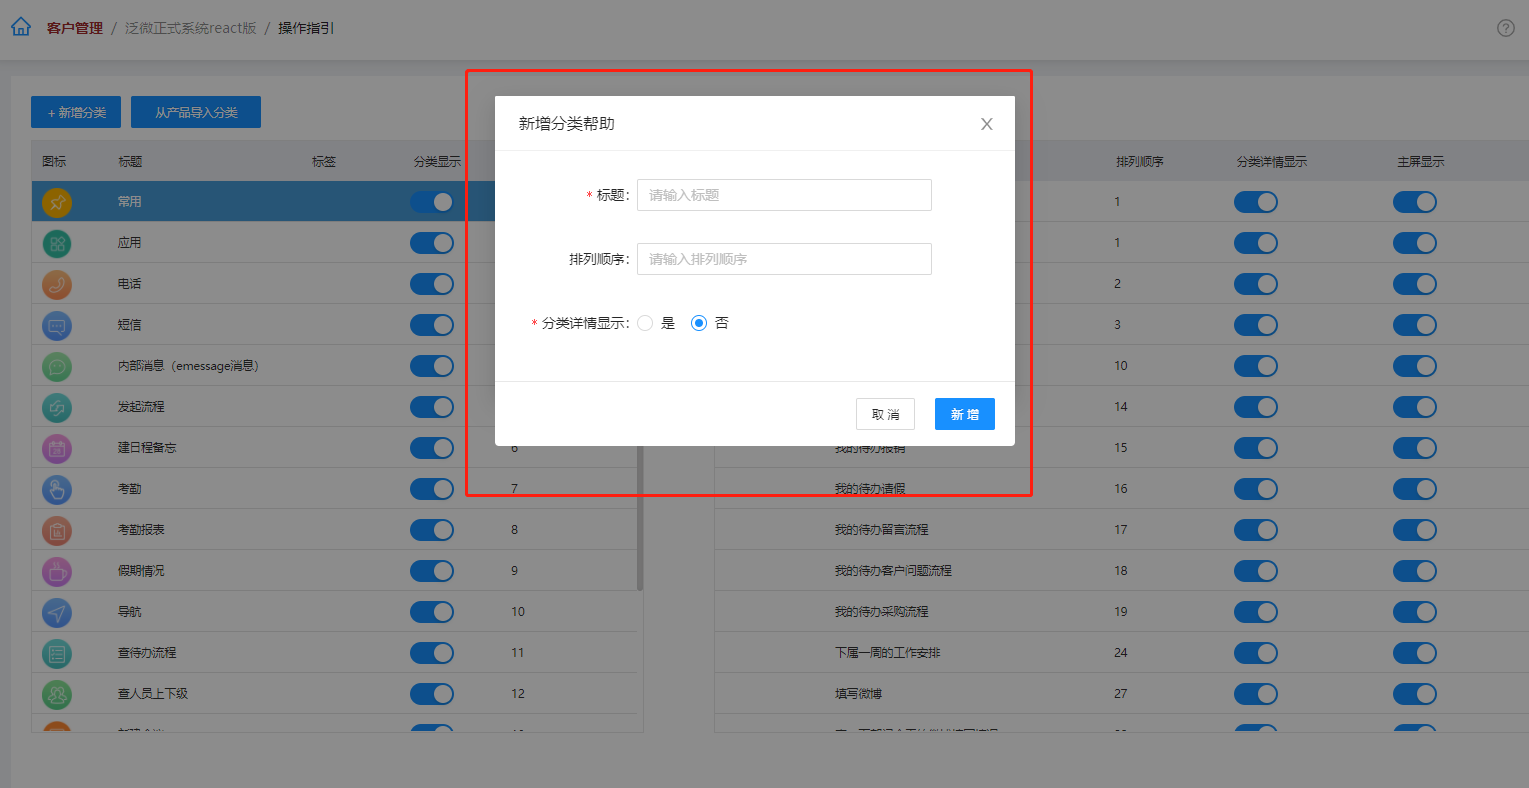 客户管理 / 泛微正式系统react版 / 操作指引
+ 新增分类 从产品导入分类
图标 标题 标签 分类显示 排列顺序 分类详情显示 主屏显示
新增分类帮助
* 标题: 请输入标题
排列顺序: 请输入排列顺序
* 分类详情显示: 是 否
取 消 新 增
常用 1
应用 1
电话 2
短信 3
内部消息（emessage消息） 10
发起流程 14
建日程备忘 6 我的待办报销 15
考勤 7 我的待办请假 16
考勤报表 8 我的待办留言流程 17
假期情况 9 我的待办客户问题流程 18
导航 10 我的待办采购流程 19
查待办流程 11 下属一周的工作安排 24
查人员上下级 12 填写微博 27